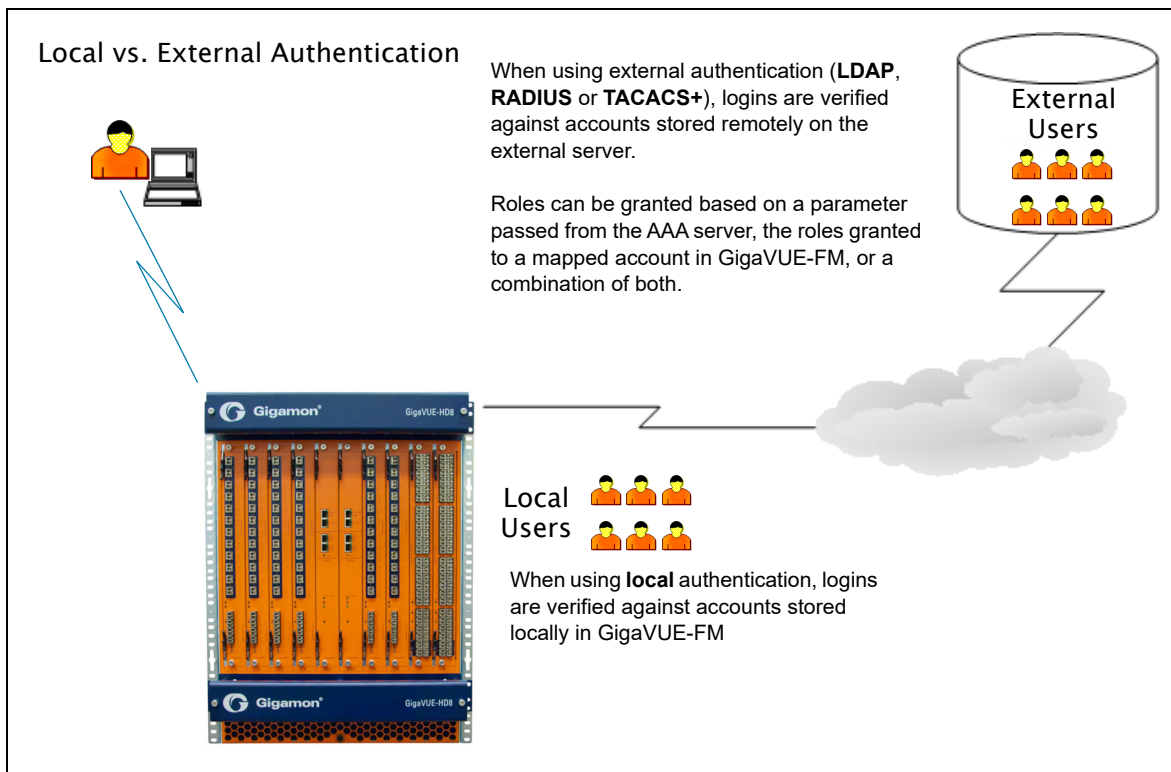 Local vs. External Authentication
When using external authentication (LDAP,
RADIUS or TACACS+), logins are verified
against accounts stored remotely on the
external server.
Roles can be granted based on a parameter
passed from the AAA server, the roles granted
to a mapped account in GigaVUE-FM, or a
combination of both.
External
Users
Gigamon®
GigaVUE-HD8
Local
Users
When using local authentication, logins
are verified against accounts stored
locally in GigaVUE-FM
Gigamon®
GigaVUE-HD8